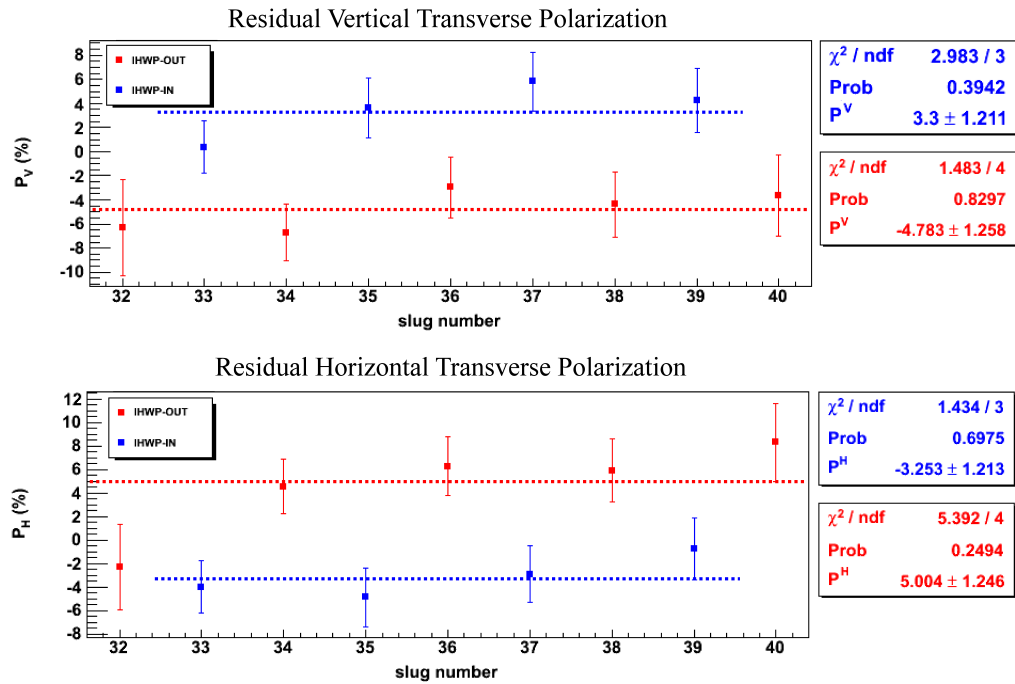 Residual Vertical Transverse Polarization
IHWP-OUT
IHWP-IN
8
6
4
2
0
-2
-4
-6
-8
-10
P_V (%)
32 33 34 35 36 37 38 39 40
slug number
χ² / ndf 2.983 / 3
Prob 0.3942
P^V 3.3 ± 1.211
χ² / ndf 1.483 / 4
Prob 0.8297
P^V -4.783 ± 1.258
Residual Horizontal Transverse Polarization
IHWP-OUT
IHWP-IN
12
10
8
6
4
2
0
-2
-4
-6
-8
P_H (%)
32 33 34 35 36 37 38 39 40
slug number
χ² / ndf 1.434 / 3
Prob 0.6975
P^H -3.253 ± 1.213
χ² / ndf 5.392 / 4
Prob 0.2494
P^H 5.004 ± 1.246